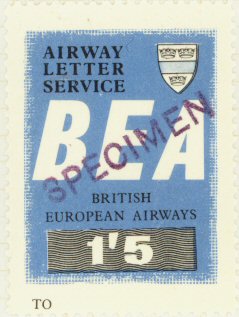 AIRWAY
LETTER
SERVICE
BEA
SPECIMEN
BRITISH
EUROPEAN AIRWAYS
1'5
TO